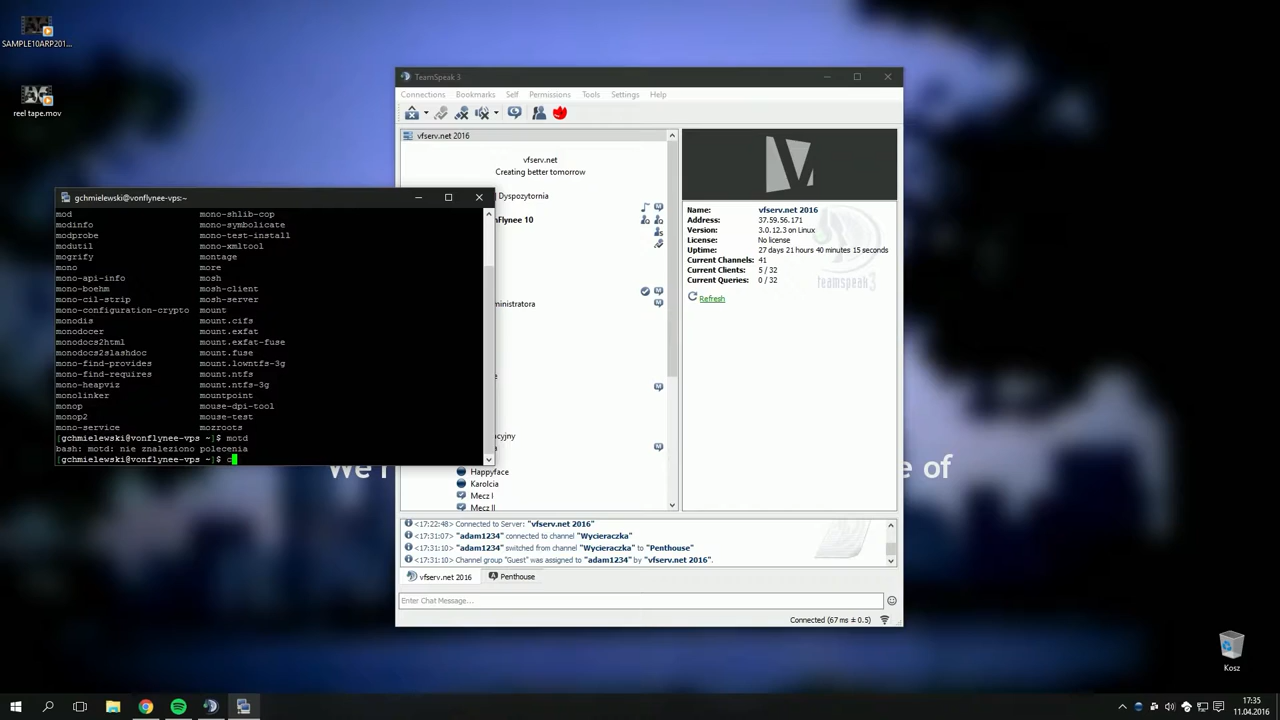 SAMPLE10ARP201...
reel tape.mov
TeamSpeak 3
Connections Bookmarks Self Permissions Tools Settings Help
vfserv.net 2016
vfserv.net
Creating better tomorrow
Dyspozytornia
Flynee 10
ministratora
e
cyjny
Happyface
Karolcia
Mecz I
Mecz II
Name: vfserv.net 2016
Address: 37.59.56.171
Version: 3.0.12.3 on Linux
License: No license
Uptime: 27 days 21 hours 40 minutes 15 seconds
Current Channels: 41
Current Clients: 5 / 32
Current Queries: 0 / 32
Refresh
teamspeak3
gchmielewski@vonflynee-vps:~
mod mono-shlib-cop
modinfo mono-symbolicate
modprobe mono-test-install
modutil mono-xmltool
mogrify montage
mono more
mono-api-info mosh
mono-boehm mosh-client
mono-cil-strip mosh-server
mono-configuration-crypto mount
monodis mount.cifs
monodocer mount.exfat
monodocs2html mount.exfat-fuse
monodocs2slashdoc mount.fuse
mono-find-provides mount.lowntfs-3g
mono-find-requires mount.ntfs
mono-heapviz mount.ntfs-3g
monolinker mountpoint
monop mouse-dpi-tool
monop2 mouse-test
mono-service mozroots
[gchmielewski@vonflynee-vps ~]$ motd
bash: motd: nie znaleziono polecenia
[gchmielewski@vonflynee-vps ~]$ c
We e of
<17:22:48> Connected to Server: "vfserv.net 2016"
<17:31:07> "adam1234" connected to channel "Wycieraczka"
<17:31:10> "adam1234" switched from channel "Wycieraczka" to "Penthouse"
<17:31:10> Channel group "Guest" was assigned to "adam1234" by "vfserv.net 2016".
vfserv.net 2016 Penthouse
Enter Chat Message...
Connected (67 ms ± 0.5)
Kosz
17:35
11.04.2016